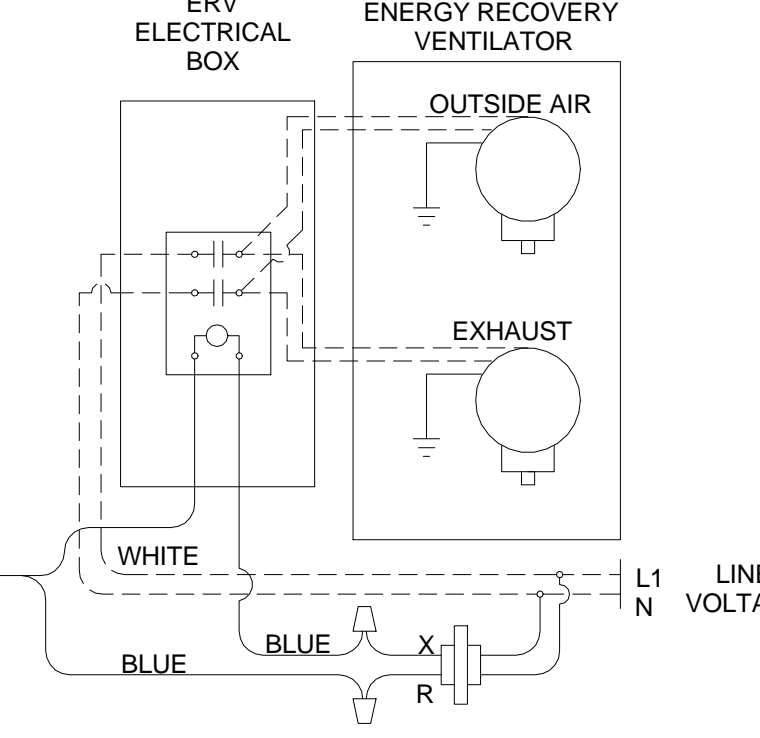 ERV
ELECTRICAL
BOX
ENERGY RECOVERY
VENTILATOR
OUTSIDE AIR
EXHAUST
WHITE
L1
N
BLUE
BLUE
X
R